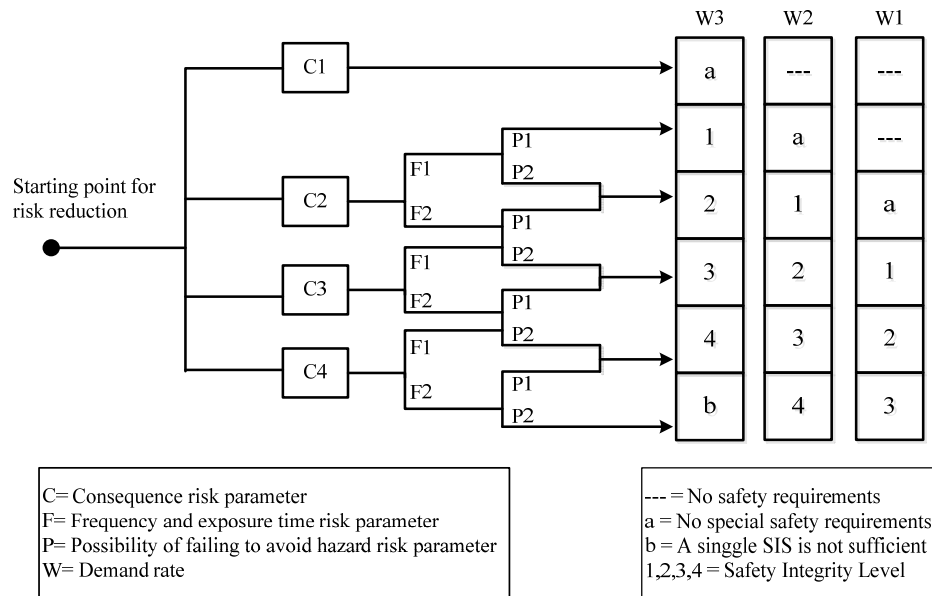 W3 W2 W1
C1
a --- ---
P1
1 a ---
F1
P2
Starting point for
risk reduction
C2
2 1 a
F2
P1
P2
F1
C3
3 2 1
F2
P1
P2
F1
4 3 2
C4
P1
F2
P2
b 4 3
C= Consequence risk parameter
F= Frequency and exposure time risk parameter
P= Possibility of failing to avoid hazard risk parameter
W= Demand rate
--- = No safety requirements
a = No special safety requirements
b = A singgle SIS is not sufficient
1,2,3,4 = Safety Integrity Level